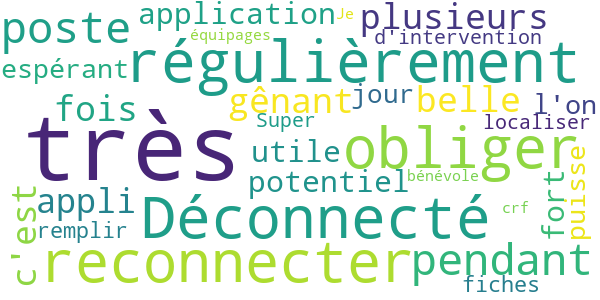 application Je plusieurs
poste équipages d'intervention
régulièrement
espérant
fois gênant jour belle l'on
très Super localiser
utile obliger
potentiel bénévole
c'est appli Déconnecté crf fort puisse
remplir
reconnecter pendant
fiches